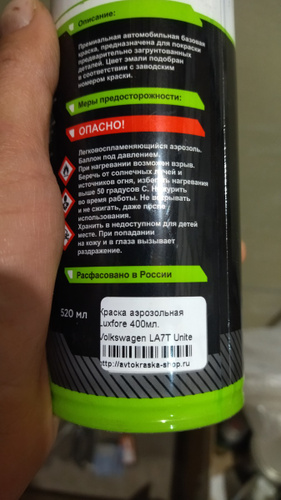 Описание:
Премиальная автомобильная базовая
краска, предназначена для покраски
предварительно загрунтованных
деталей. Цвет эмали подобран
в соответствии с заводским
номером краски.
Меры предосторожности:
ОПАСНО!
Легковоспламеняющийся аэрозоль.
Баллон под давлением.
При нагревании возможен взрыв.
Беречь от солнечных лучей и
источников огня, избегать нагревания
выше 50 градусов С. Не курить
во время работы. Не вскрывать
и не сжигать, даже после
использования.
Хранить в недоступном для детей
месте. При попадании
на кожу и в глаза вызывает
раздражение.
Расфасовано в России
520 мл
Краска аэрозольная
Luxfore 400мл.
Volkswagen LA7T Unite
http://avtokraska-shop.ru